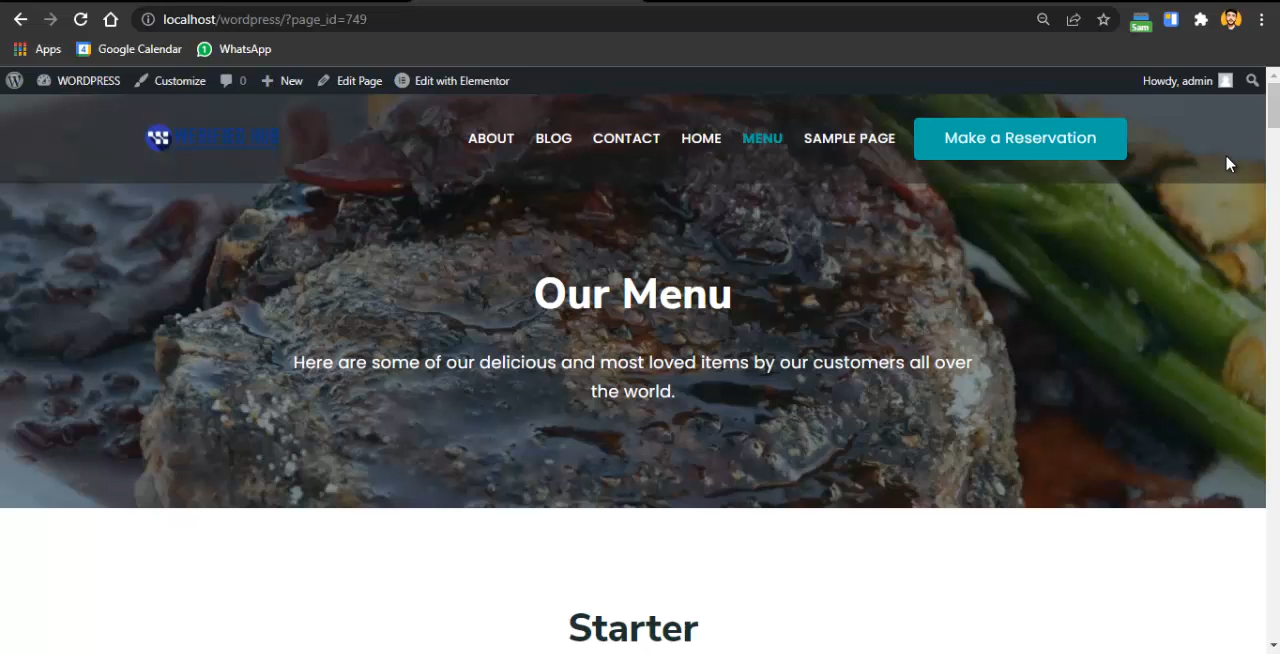 localhost/wordpress/?page_id=749
Sam
Apps Google Calendar WhatsApp
WORDPRESS Customize 0 New Edit Page Edit with Elementor Howdy, admin
ABOUT BLOG CONTACT HOME MENU SAMPLE PAGE Make a Reservation
Our Menu
Here are some of our delicious and most loved items by our customers all over
the world.
Starter